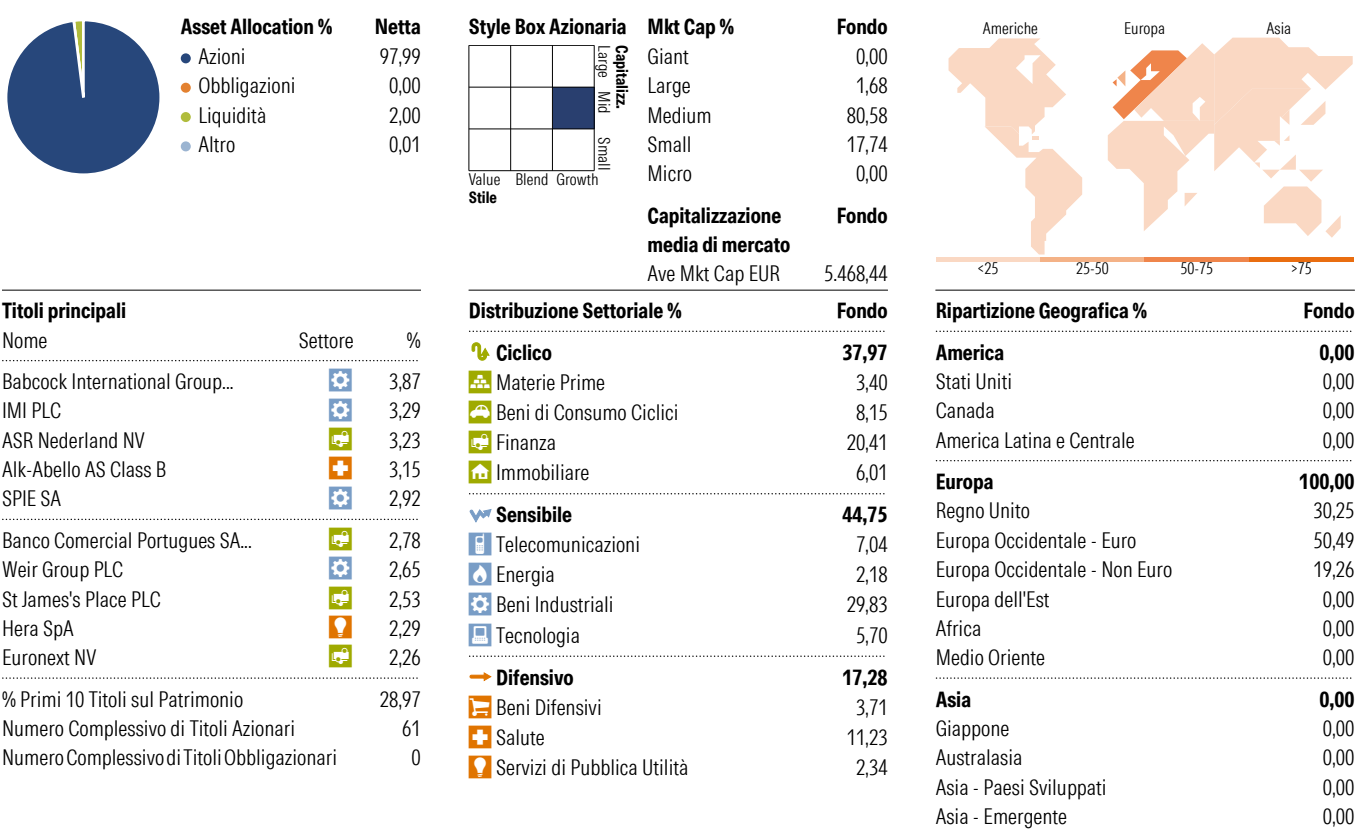 Asset Allocation % Netta
Azioni 97,99
Obbligazioni 0,00
Liquidità 2,00
Altro 0,01
Style Box Azionaria
Capitalizz.
Large Mid Small
Value Blend Growth
Stile
Mkt Cap % Fondo
Giant 0,00
Large 1,68
Medium 80,58
Small 17,74
Micro 0,00
Capitalizzazione Fondo
media di mercato
Ave Mkt Cap EUR 5.468,44
Americhe Europa Asia
<25 25-50 50-75 >75
Titoli principali
Nome Settore %
Babcock International Group... 3,87
IMI PLC 3,29
ASR Nederland NV 3,23
Alk-Abello AS Class B 3,15
SPIE SA 2,92
Banco Comercial Portugues SA... 2,78
Weir Group PLC 2,65
St James's Place PLC 2,53
Hera SpA 2,29
Euronext NV 2,26
% Primi 10 Titoli sul Patrimonio 28,97
Numero Complessivo di Titoli Azionari 61
Numero Complessivo di Titoli Obbligazionari 0
Distribuzione Settoriale % Fondo
Ciclico 37,97
Materie Prime 3,40
Beni di Consumo Ciclici 8,15
Finanza 20,41
Immobiliare 6,01
Sensibile 44,75
Telecomunicazioni 7,04
Energia 2,18
Beni Industriali 29,83
Tecnologia 5,70
Difensivo 17,28
Beni Difensivi 3,71
Salute 11,23
Servizi di Pubblica Utilità 2,34
Ripartizione Geografica % Fondo
America 0,00
Stati Uniti 0,00
Canada 0,00
America Latina e Centrale 0,00
Europa 100,00
Regno Unito 30,25
Europa Occidentale - Euro 50,49
Europa Occidentale - Non Euro 19,26
Europa dell'Est 0,00
Africa 0,00
Medio Oriente 0,00
Asia 0,00
Giappone 0,00
Australasia 0,00
Asia - Paesi Sviluppati 0,00
Asia - Emergente 0,00